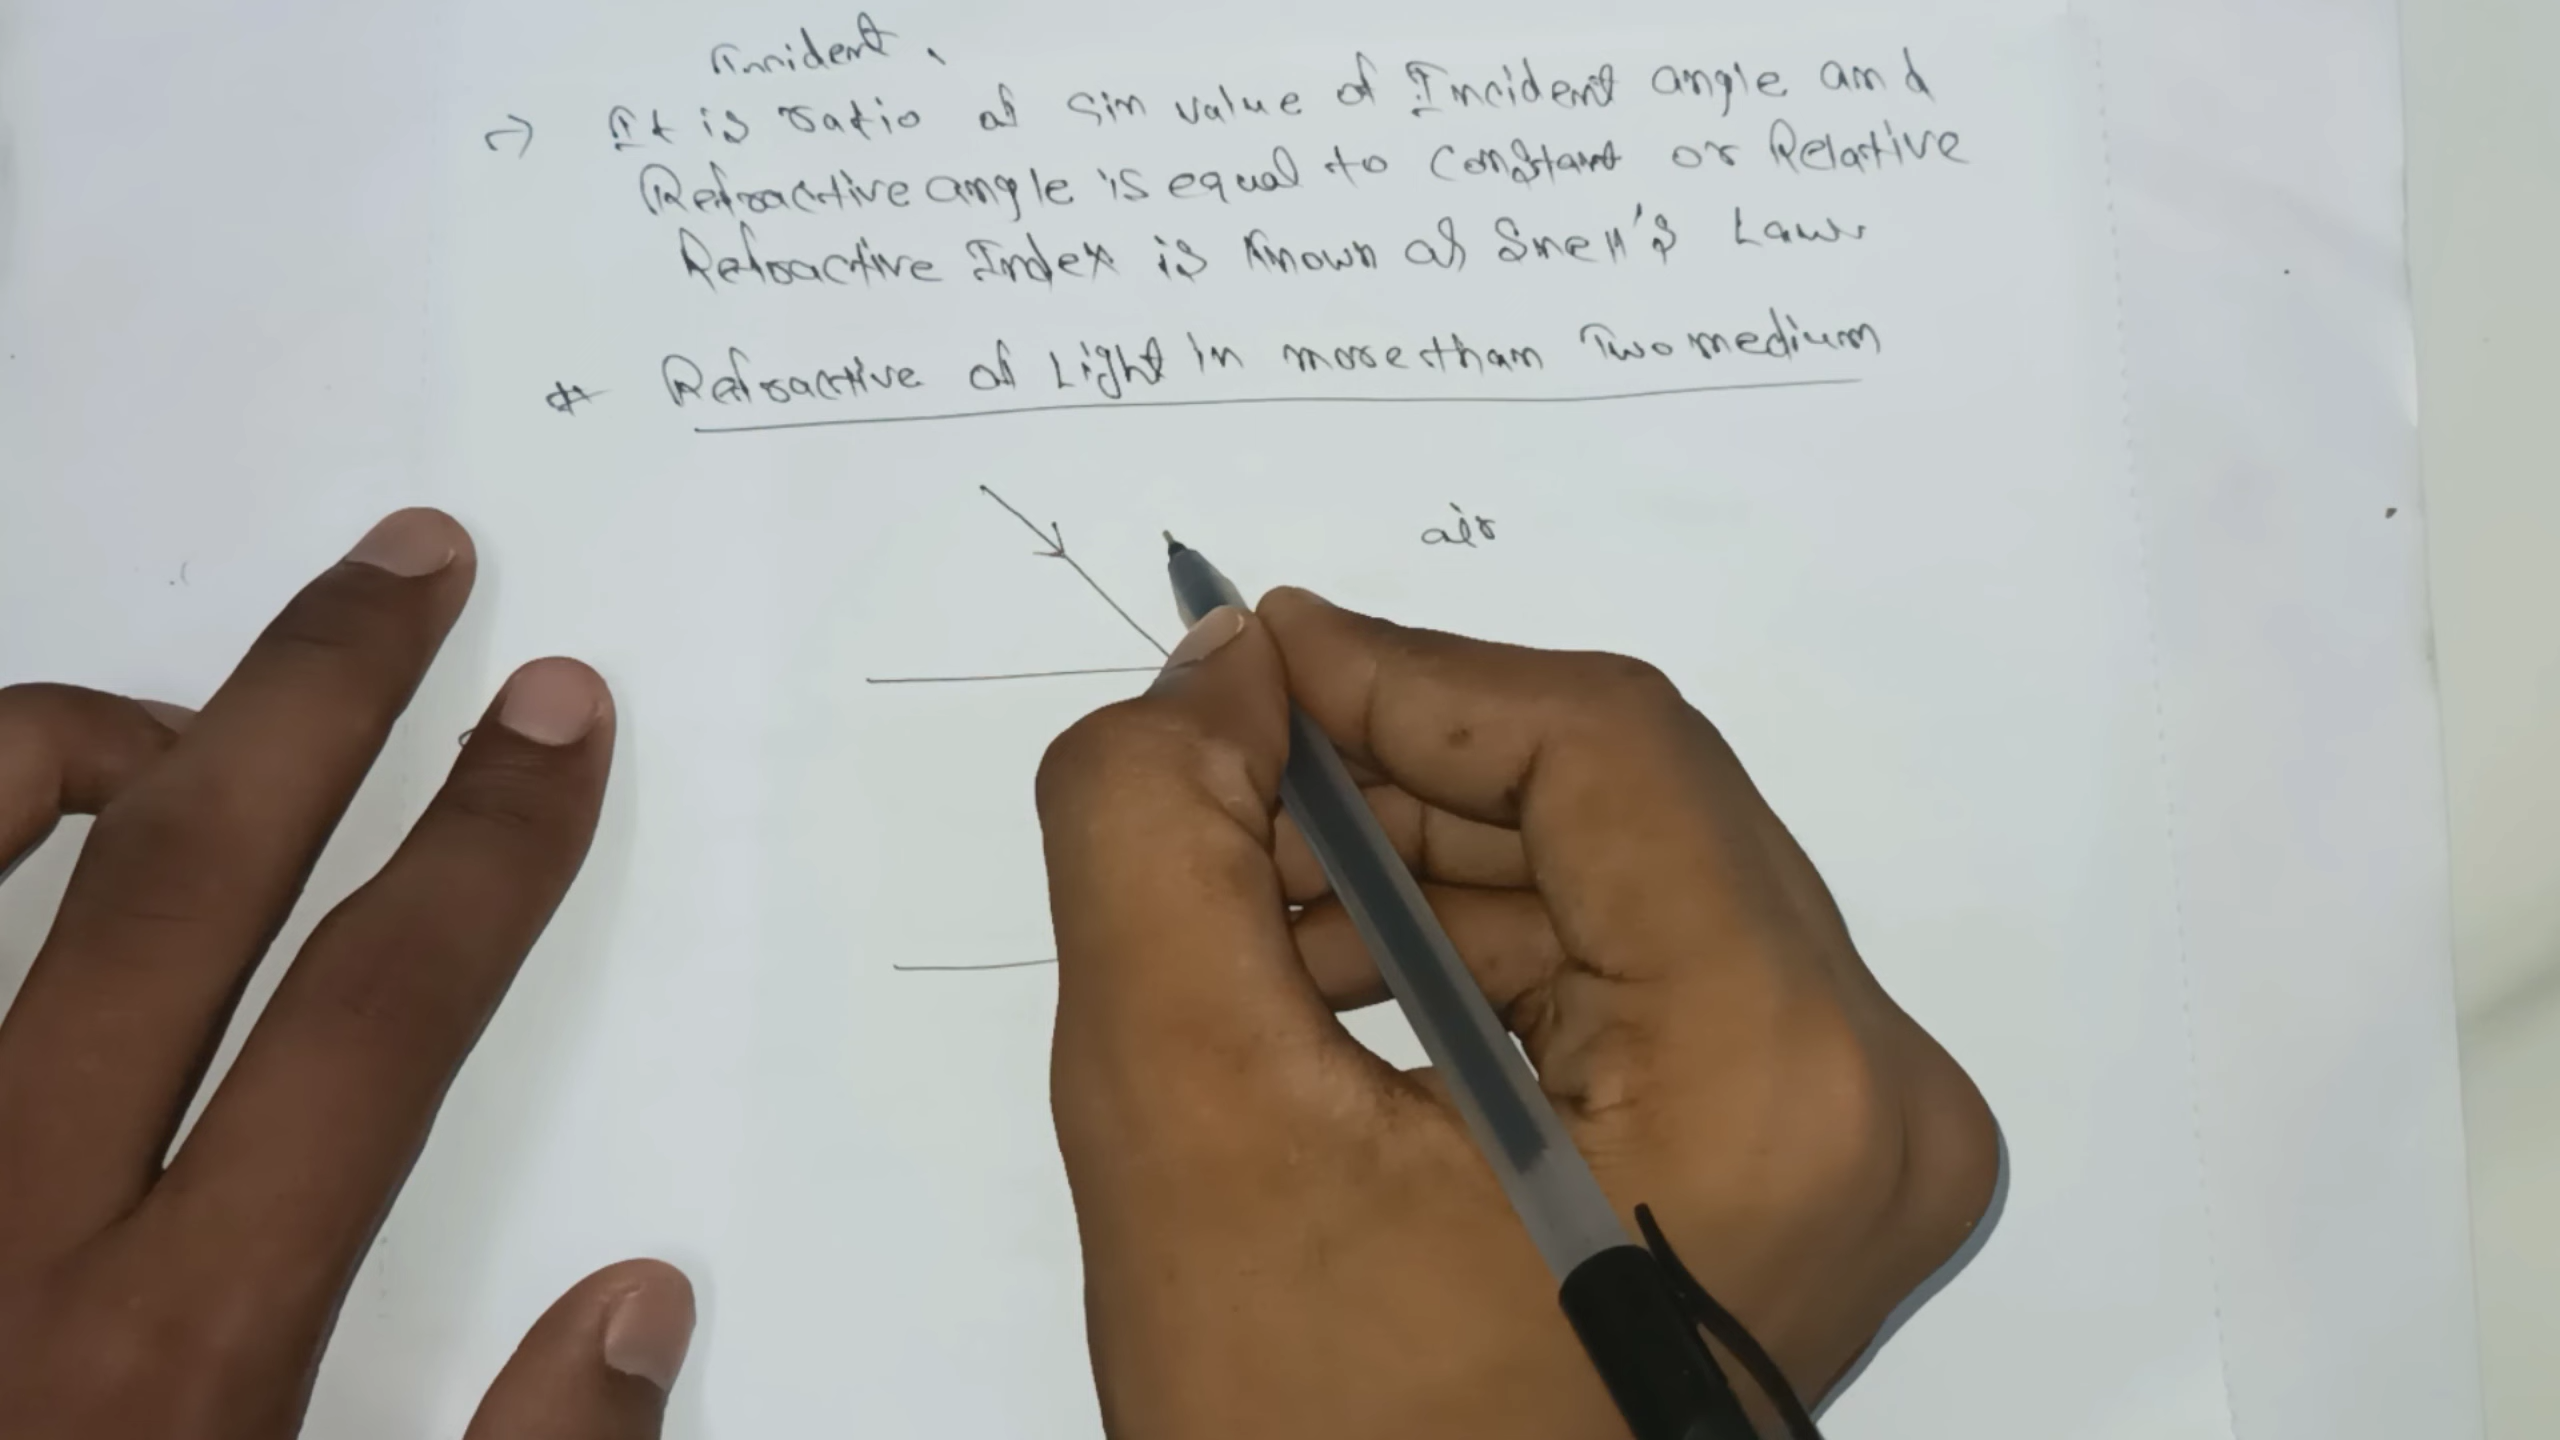 Incident.
→ It is ratio of sin value of Incident angle and
Refractive angle is equal to constant or Relative
Refractive Index is known as Snell's Law
* Refractive of Light in more than Two medium
air